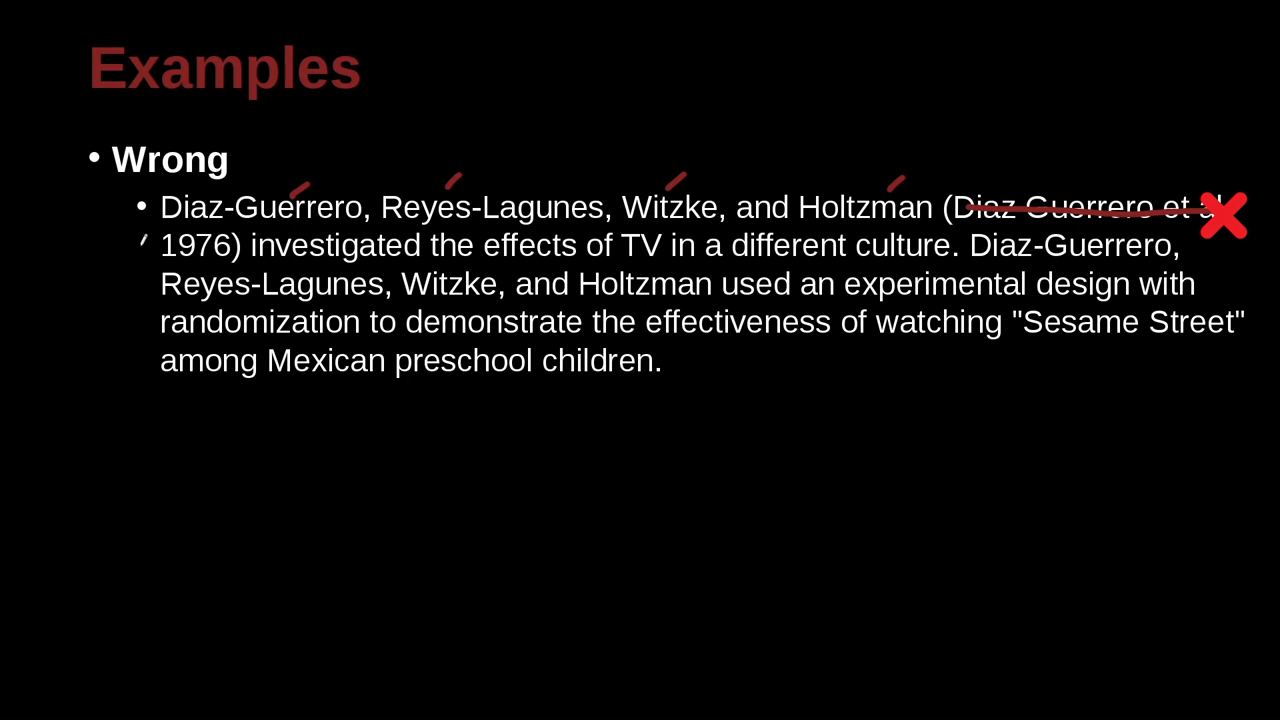 Examples
• Wrong
• Diaz-Guerrero, Reyes-Lagunes, Witzke, and Holtzman (Diaz Guerrero et al
1976) investigated the effects of TV in a different culture. Diaz-Guerrero,
Reyes-Lagunes, Witzke, and Holtzman used an experimental design with
randomization to demonstrate the effectiveness of watching "Sesame Street"
among Mexican preschool children.